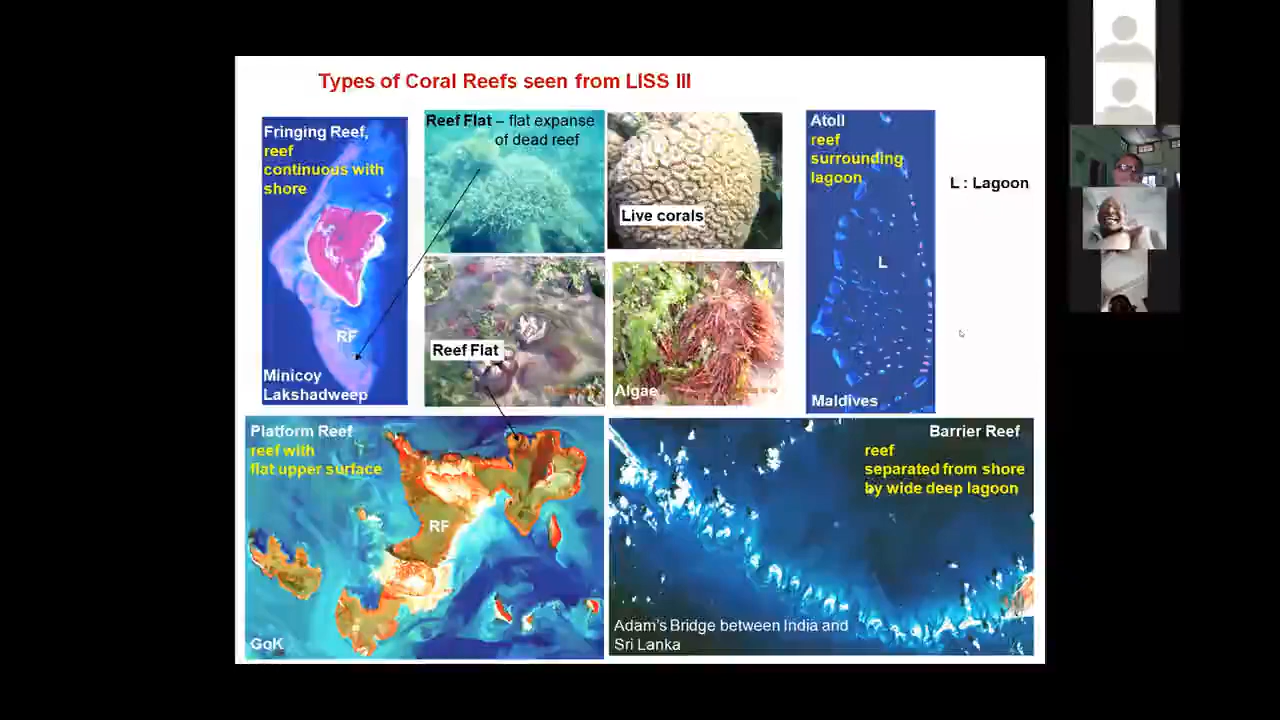 Types of Coral Reefs seen from LISS III
Fringing Reef,
reef
continuous with
shore
RF
Minicoy
Lakshadweep
Reef Flat – flat expanse
of dead reef
Live corals
Reef Flat
Algae
Atoll
reef
surrounding
lagoon
L
Maldives
L : Lagoon
Platform Reef
reef with
flat upper surface
RF
GoK
Barrier Reef
reef
separated from shore
by wide deep lagoon
Adam's Bridge between India and
Sri Lanka